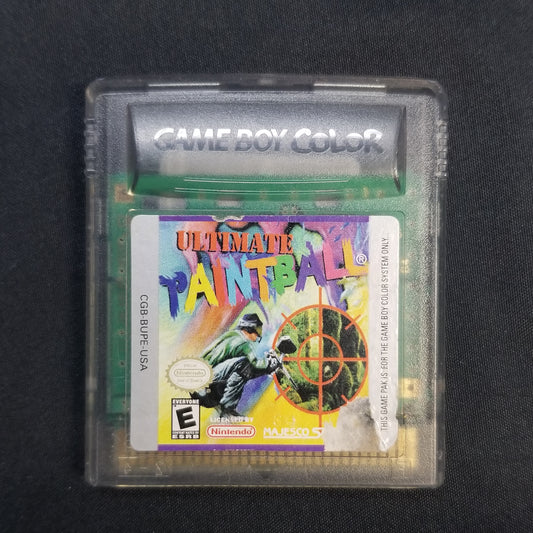 GAME BOY COLOR
ULTIMATE
PAINTBALL®
CGB-BUPE-USA
THIS GAME PAK IS FOR THE GAME BOY COLOR SYSTEM ONLY.
Nintendo
EVERYONE
E
ESRB
LICENSED BY
Nintendo
MAJESCO